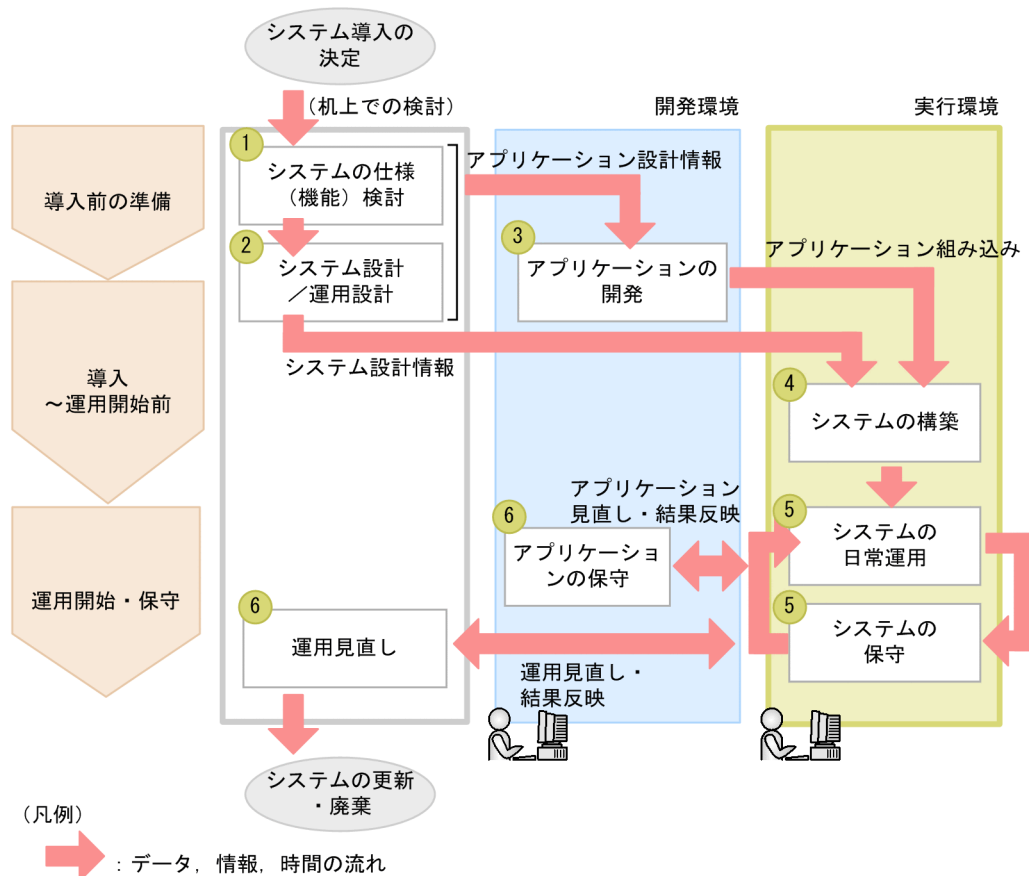 システム導入の
決定
(机上での検討)
開発環境
実行環境
導入前の準備
1
システムの仕様
(機能)検討
アプリケーション設計情報
2
システム設計
／運用設計
3
アプリケーションの
開発
アプリケーション組み込み
システム設計情報
導入
～運用開始前
4
システムの構築
アプリケーション
見直し・結果反映
5
システムの
日常運用
6
アプリケーショ
ンの保守
運用開始・保守
6
運用見直し
5
システムの
保守
運用見直し・
結果反映
システムの更新
・廃棄
(凡例)
：データ，情報，時間の流れ